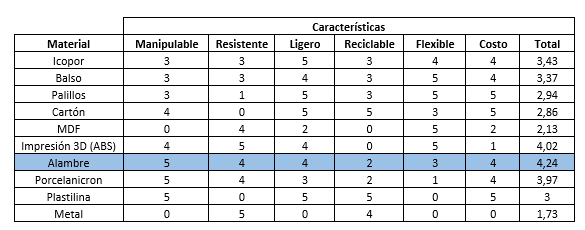 Características
Material Manipulable Resistente Ligero Reciclable Flexible Costo Total
Icopor 3 3 5 3 4 4 3,43
Balso 3 3 4 3 5 4 3,37
Palillos 3 1 5 3 5 5 2,94
Cartón 4 0 5 5 3 5 2,86
MDF 0 4 2 0 5 2 2,13
Impresión 3D (ABS) 4 5 4 0 5 1 4,02
Alambre 5 4 4 2 3 4 4,24
Porcelanicron 5 4 3 2 1 4 3,97
Plastilina 5 0 5 5 0 5 3
Metal 0 5 0 4 0 0 1,73